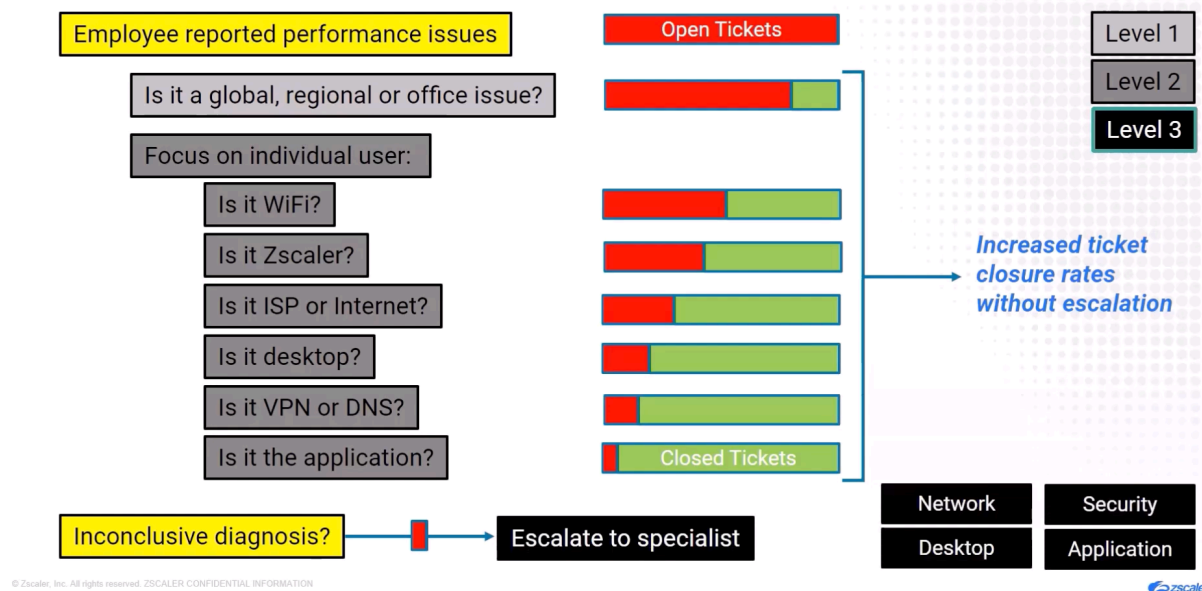 Employee reported performance issues
Open Tickets
Level 1
Is it a global, regional or office issue?
Level 2
Level 3
Focus on individual user:
Is it WiFi?
Is it Zscaler?
Increased ticket
closure rates
without escalation
Is it ISP or Internet?
Is it desktop?
Is it VPN or DNS?
Is it the application?
Closed Tickets
Network
Security
Inconclusive diagnosis?
Escalate to specialist
Desktop
Application
© Zscaler, Inc. All rights reserved. ZSCALER CONFIDENTIAL INFORMATION
zscale